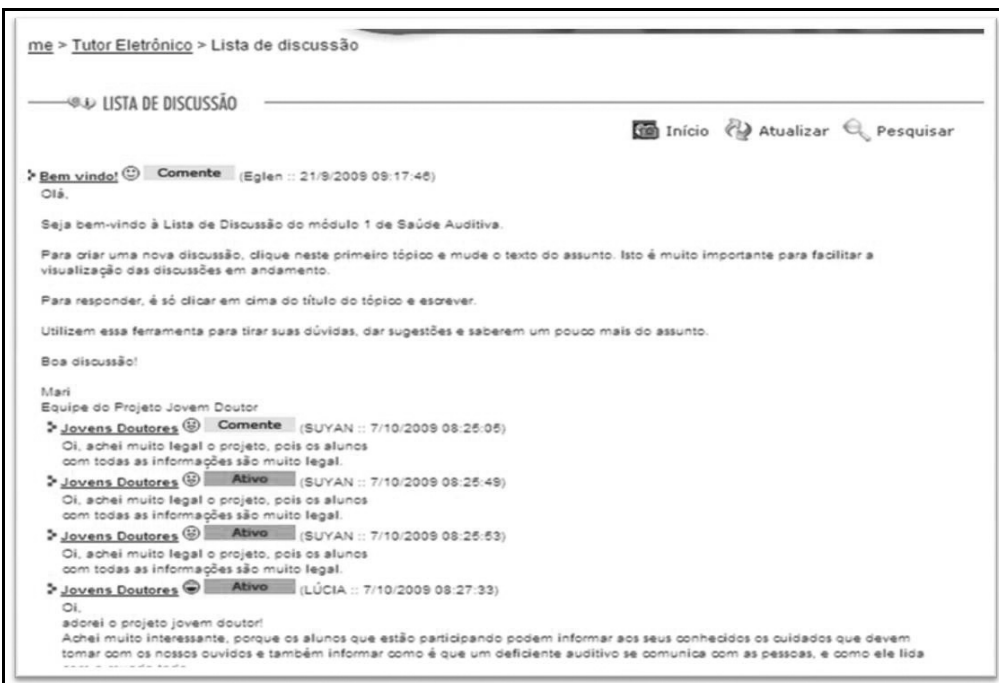 me > Tutor Eletrônico > Lista de discussão
LISTA DE DISCUSSÃO
Início Atualizar Pesquisar
Bem vindo! Comente (Eglen :: 21/9/2009 09:17:46)
Olá,
Seja bem-vindo à Lista de Discussão do módulo 1 de Saúde Auditiva.
Para criar uma nova discussão, clique neste primeiro tópico e mude o texto do assunto. Isto é muito importante para facilitar a
visualização das discussões em andamento.
Para responder, é só clicar em cima do título do tópico e escrever.
Utilizem essa ferramenta para tirar suas dúvidas, dar sugestões e saberem um pouco mais do assunto.
Boa discussão!
Mari
Equipe do Projeto Jovem Doutor
Jovens Doutores Comente (SUYAN :: 7/10/2009 08:25:05)
Oi, achei muito legal o projeto, pois os alunos
com todas as informações são muito legal.
Jovens Doutores Ativo (SUYAN :: 7/10/2009 08:25:49)
Oi, achei muito legal o projeto, pois os alunos
com todas as informações são muito legal.
Jovens Doutores Ativo (SUYAN :: 7/10/2009 08:25:53)
Oi, achei muito legal o projeto, pois os alunos
com todas as informações são muito legal.
Jovens Doutores Ativo (LÚCIA :: 7/10/2009 08:27:33)
Oi,
adorei o projeto jovem doutor!
Achei muito interessante, porque os alunos que estão participando podem informar aos seus conhecidos os cuidados que devem
tomar com os nossos ouvidos e também informar como é que um deficiente auditivo se comunica com as pessoas, e como ele lida